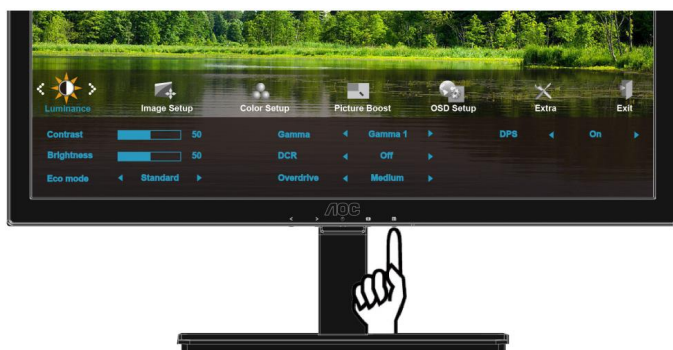 Luminance Image Setup Color Setup Picture Boost OSD Setup Extra Exit
Contrast 50 Gamma Gamma 1 DPS On
Brightness 50 DCR Off
Eco mode Standard Overdrive Medium
AOC